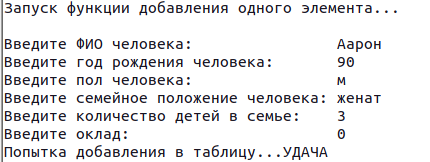 Запуск функции добавления одного элемента...
Введите ФИО человека: Аарон
Введите год рождения человека: 90
Введите пол человека: м
Введите семейное положение человека: женат
Введите количество детей в семье: 3
Введите оклад: 0
Попытка добавления в таблицу...УДАЧА